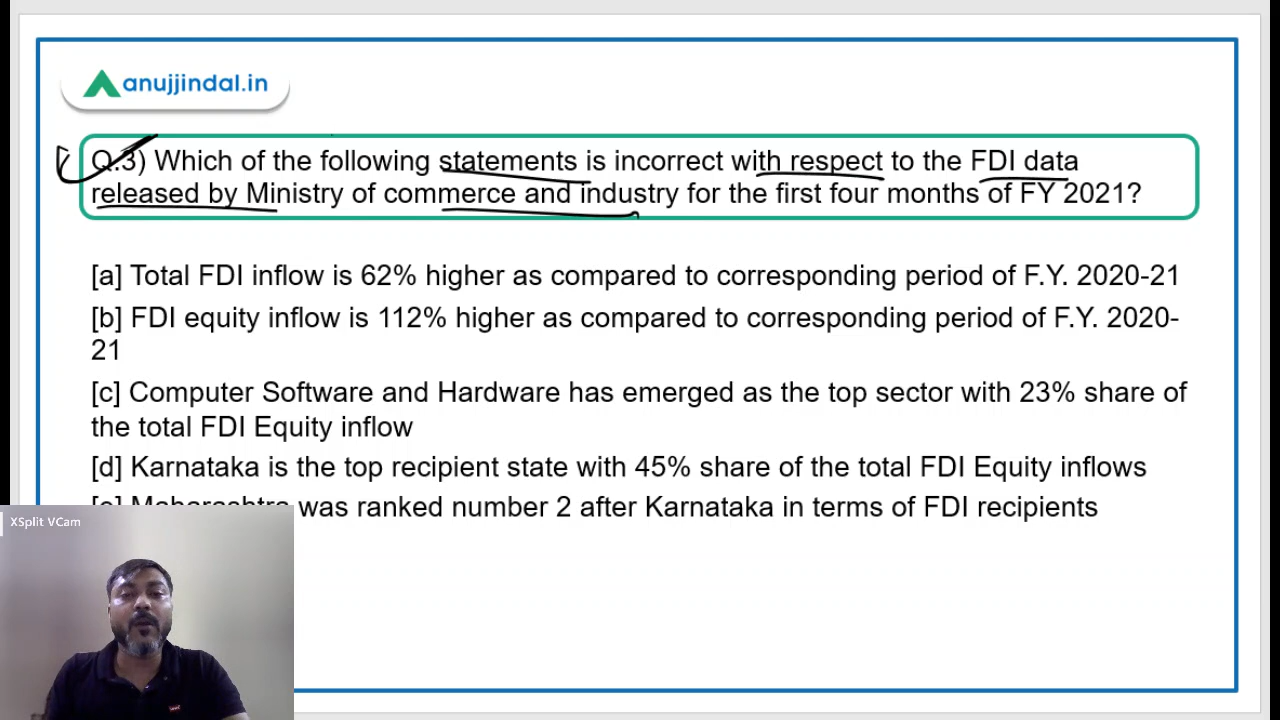 anujjindal.in
Q.3) Which of the following statements is incorrect with respect to the FDI data
released by Ministry of commerce and industry for the first four months of FY 2021?
[a] Total FDI inflow is 62% higher as compared to corresponding period of F.Y. 2020-21
[b] FDI equity inflow is 112% higher as compared to corresponding period of F.Y. 2020-
21
[c] Computer Software and Hardware has emerged as the top sector with 23% share of
the total FDI Equity inflow
[d] Karnataka is the top recipient state with 45% share of the total FDI Equity inflows
[e] Maharashtra was ranked number 2 after Karnataka in terms of FDI recipients
XSplit VCam